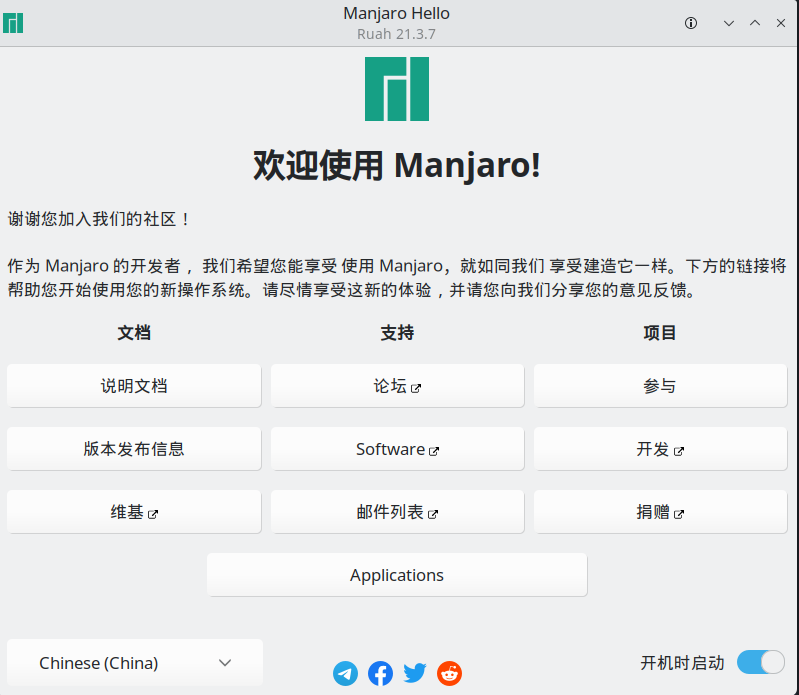 Manjaro Hello
Ruah 21.3.7
欢迎使用 Manjaro!
谢谢您加入我们的社区！
作为 Manjaro 的开发者，我们希望您能享受 使用 Manjaro，就如同我们 享受建造它一样。下方的链接将
帮助您开始使用您的新操作系统。请尽情享受这新的体验，并请您向我们分享您的意见反馈。
文档 支持 项目
说明文档 论坛 参与
版本发布信息 Software 开发
维基 邮件列表 捐赠
Applications
Chinese (China) 开机时启动